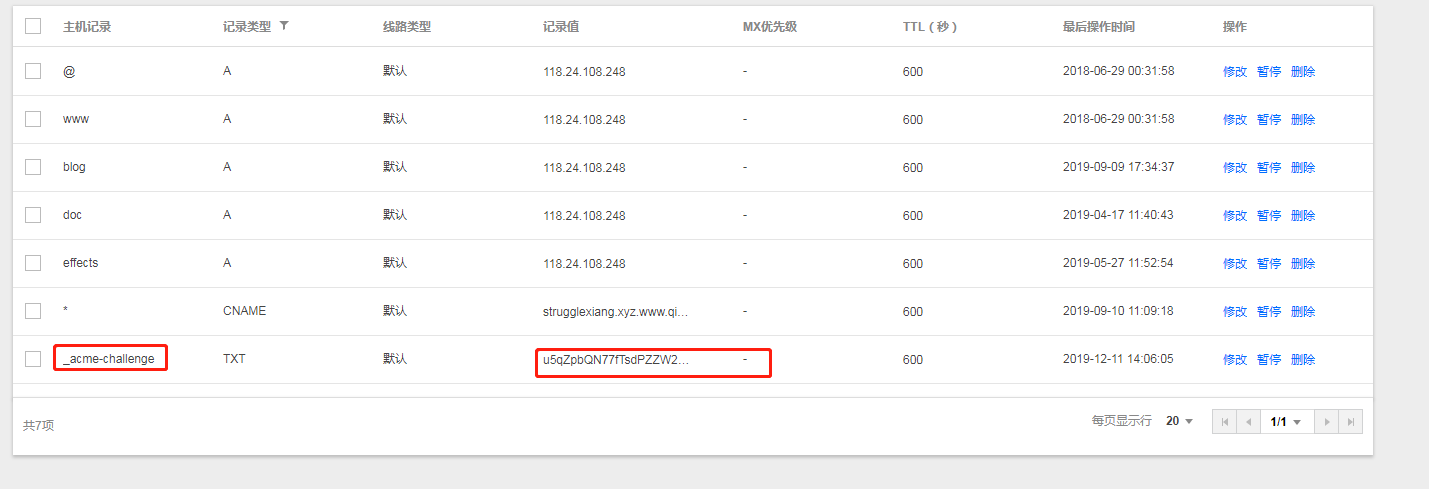 主机记录 记录类型 线路类型 记录值 MX优先级 TTL ( 秒 ) 最后操作时间 操作
@ A 默认 118.24.108.248 - 600 2018-06-29 00:31:58 修改 暂停 删除
www A 默认 118.24.108.248 - 600 2018-06-29 00:31:58 修改 暂停 删除
blog A 默认 118.24.108.248 - 600 2019-09-09 17:34:37 修改 暂停 删除
doc A 默认 118.24.108.248 - 600 2019-04-17 11:40:43 修改 暂停 删除
effects A 默认 118.24.108.248 - 600 2019-05-27 11:52:54 修改 暂停 删除
* CNAME 默认 strugglexiang.xyz.www.qi... - 600 2019-09-10 11:09:18 修改 暂停 删除
_acme-challenge TXT 默认 u5qZpbQN77fTsdPZZW2... - 600 2019-12-11 14:06:05 修改 暂停 删除
共7项 每页显示行 20 1/1